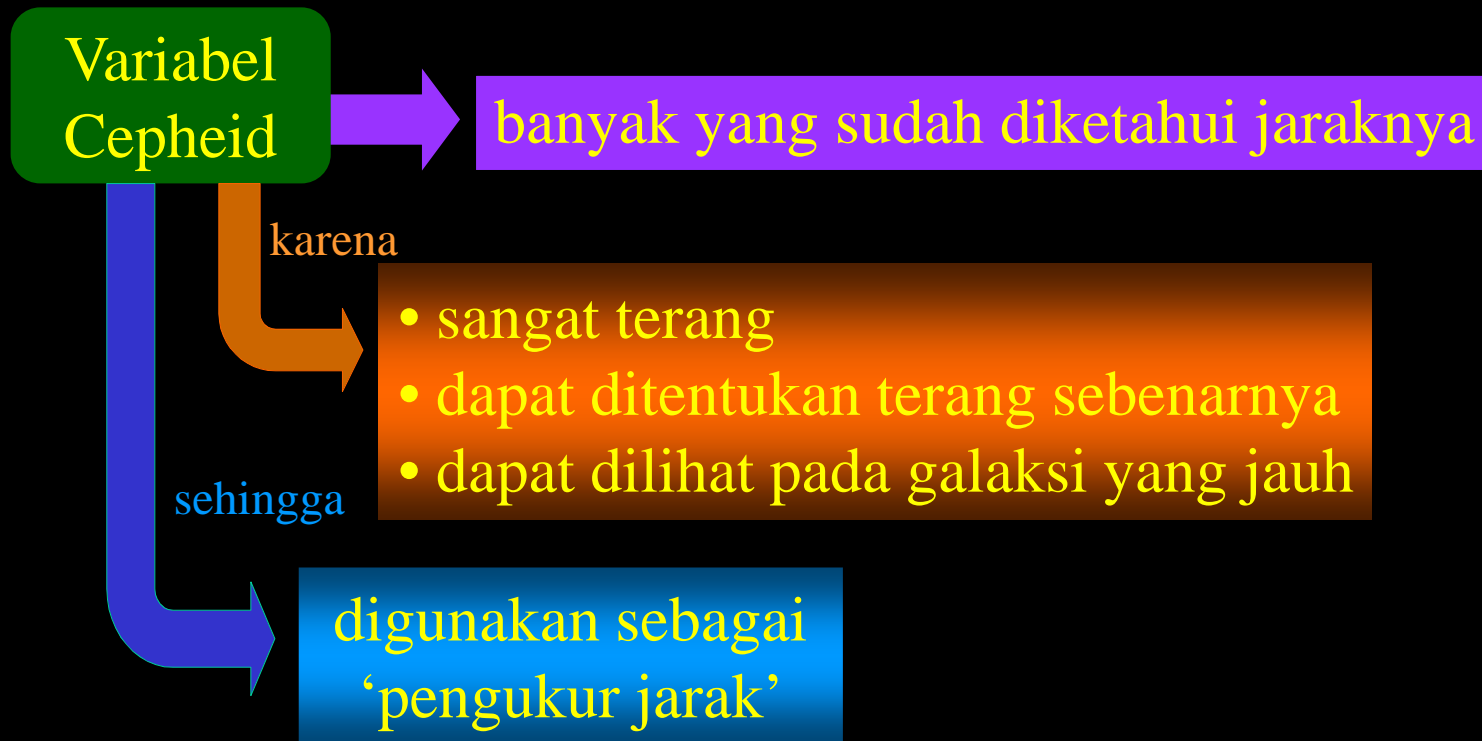 Variabel
Cepheid
banyak yang sudah diketahui jaraknya
karena
• sangat terang
• dapat ditentukan terang sebenarnya
• dapat dilihat pada galaksi yang jauh
sehingga
digunakan sebagai
‘pengukur jarak’